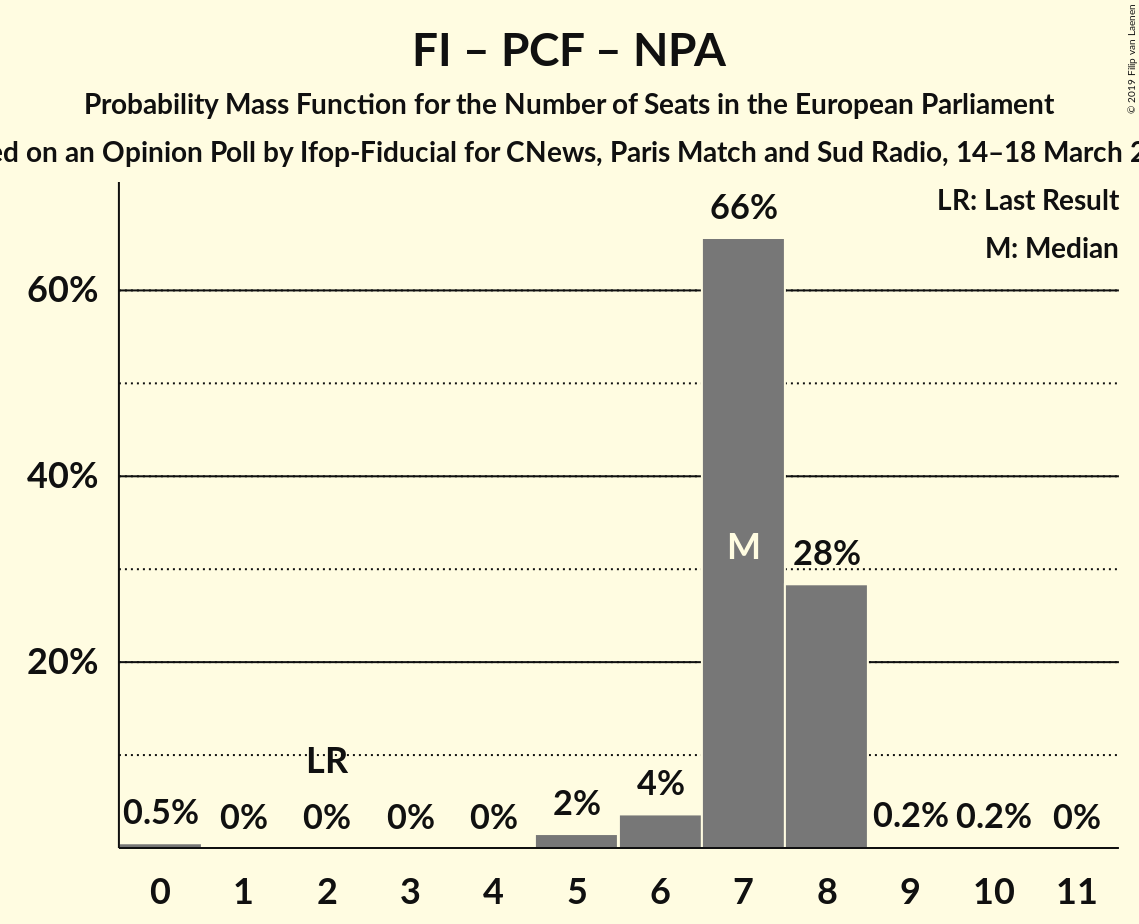 FI – PCF – NPA
Probability Mass Function for the Number of Seats in the European Parliament
on an Opinion Poll by Ifop-Fiducial for CNews, Paris Match and Sud Radio, 14–18 March
© 2019 Filip van Laenen
LR: Last Result
M: Median
66%
60%
28%
M
40%
20%
LR
0.5% 0% 0% 0% 0% 2% 4% 0.2% 0.2% 0%
0 1 2 3 4 5 6 7 8 9 10 11